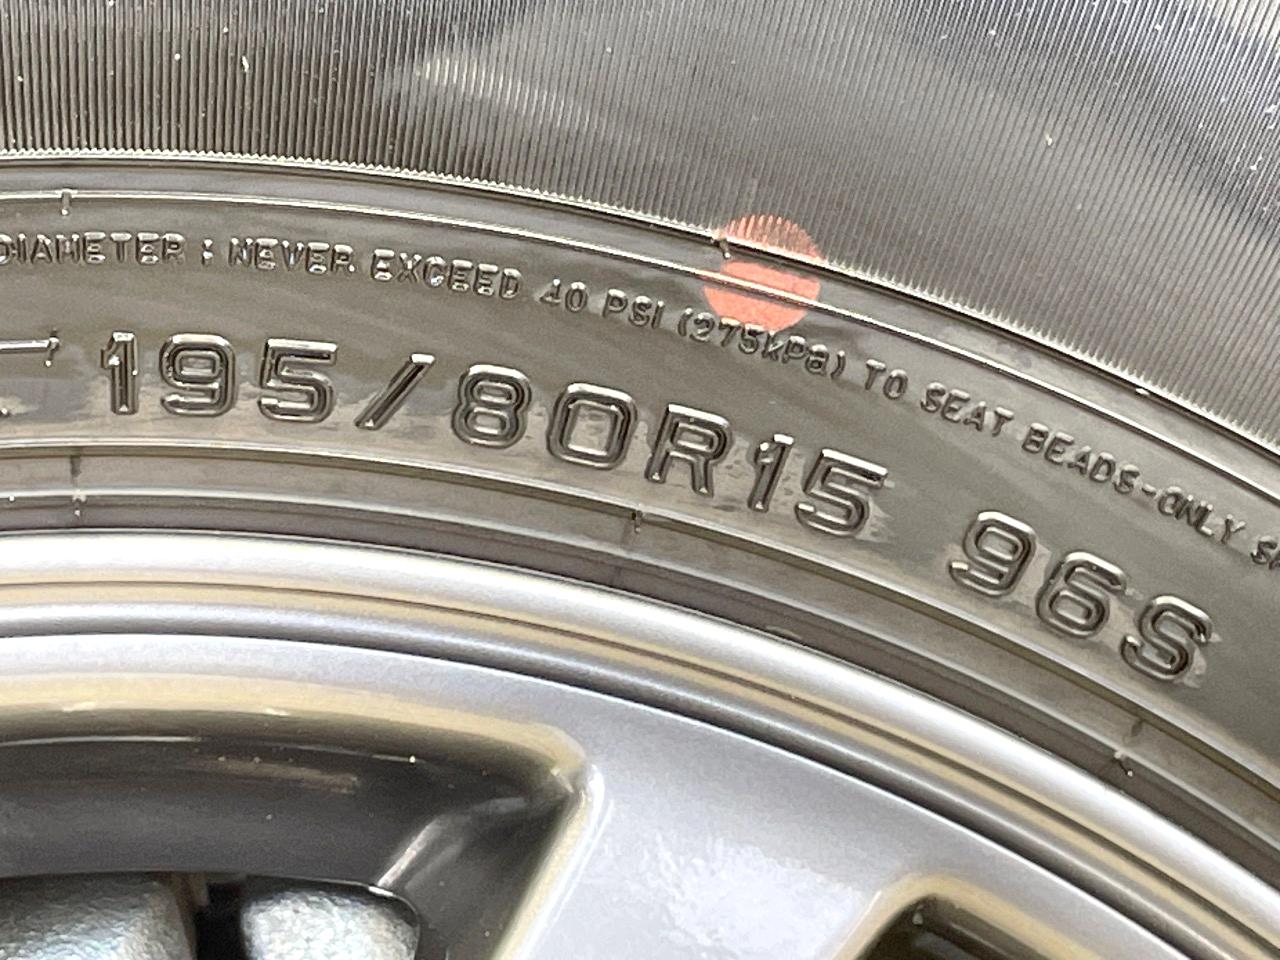 DIAMETER : NEVER EXCEED 40 PSI (275kPa) TO SEAT BEADS-ONLY
195/80R15 96S